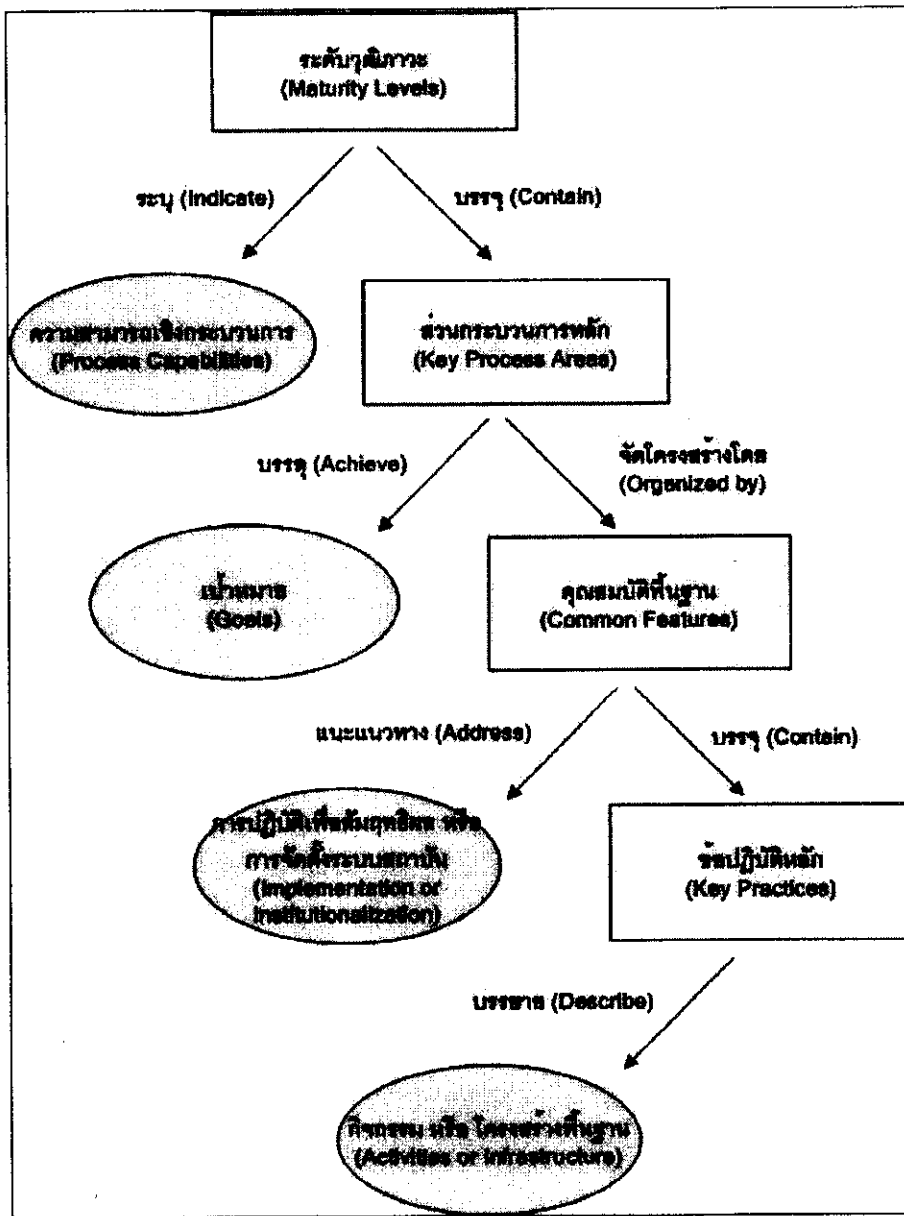 ระดับวุฒิภาวะ
(Maturity Levels)
ระบุ (Indicate)
บรรจุ (Contain)
ความสามารถเชิงกระบวนการ
(Process Capabilities)
ส่วนกระบวนการหลัก
(Key Process Areas)
บรรลุ (Achieve)
จัดโครงสร้างโดย
(Organized by)
เป้าหมาย
(Goals)
คุณสมบัติพื้นฐาน
(Common Features)
แนะแนวทาง (Address)
บรรจุ (Contain)
การปฏิบัติเพื่อสัมฤทธิผล หรือ
การจัดตั้งระบบสถาบัน
(Implementation or
Institutionalization)
ข้อปฏิบัติหลัก
(Key Practices)
บรรยาย (Describe)
กิจกรรม หรือ โครงสร้างพื้นฐาน
(Activities or Infrastructure)